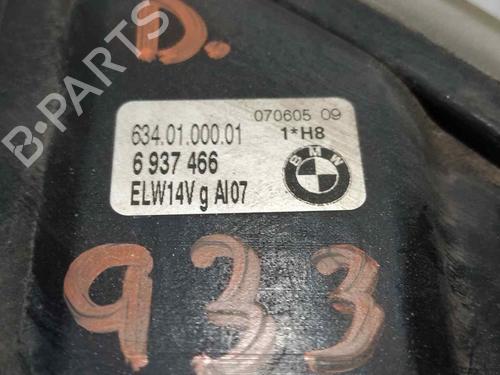 D.
070605 09
634.01.000.01
1*H8
6 937 466
BMW
ELW14V g AI07
933
B-PARTS